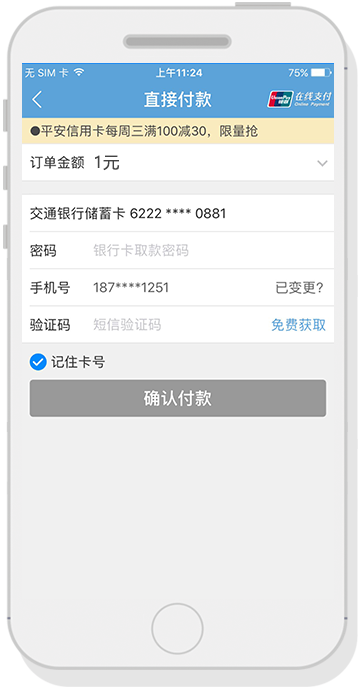 无 SIM 卡 上午11:24 75%
直接付款 UnionPay 银联 在线支付 Online Payment
●平安信用卡每周三满100减30，限量抢
订单金额 1元
交通银行储蓄卡 6222 **** 0881
密码 银行卡取款密码
手机号 187****1251 已变更?
验证码 短信验证码 免费获取
记住卡号
确认付款